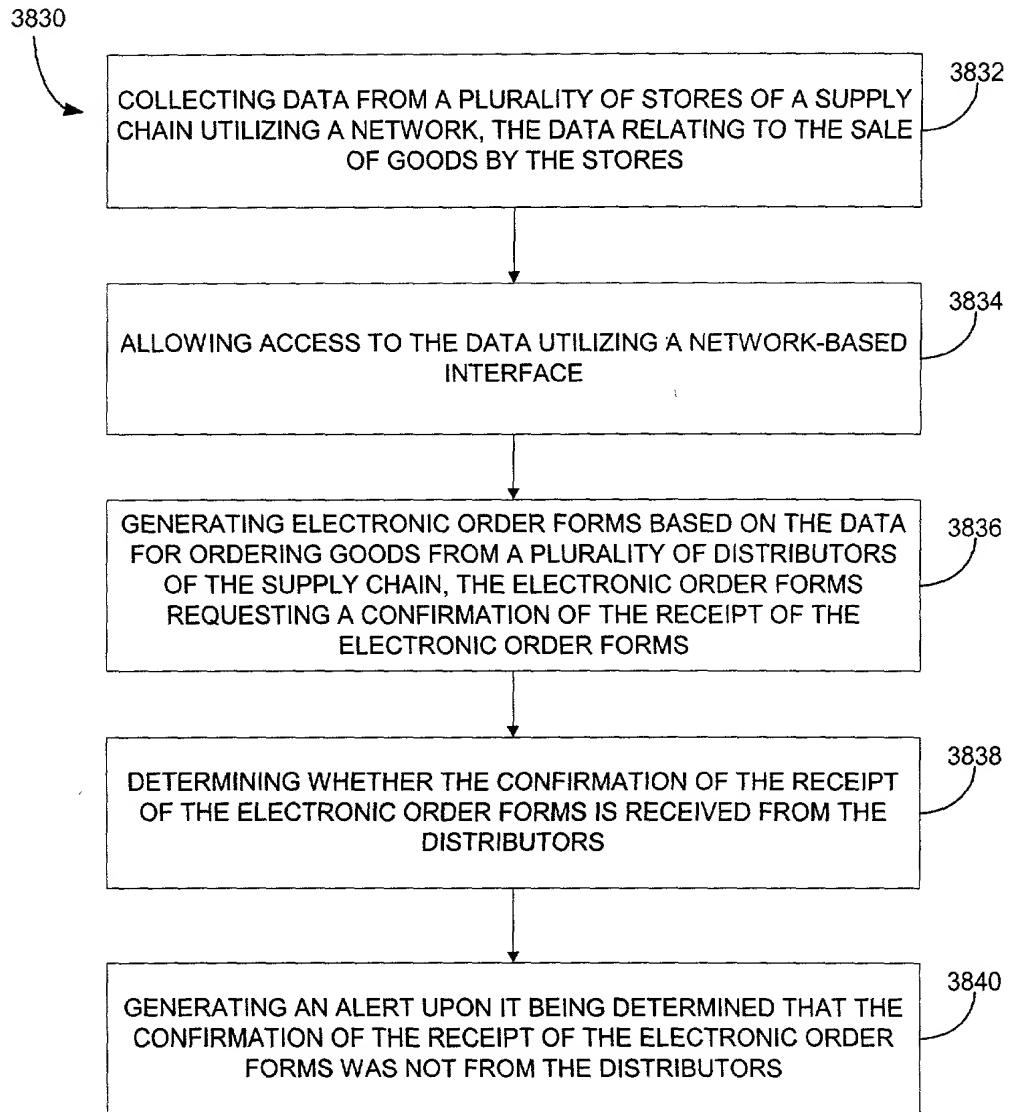 3830
3832
COLLECTING DATA FROM A PLURALITY OF STORES OF A SUPPLY
CHAIN UTILIZING A NETWORK, THE DATA RELATING TO THE SALE
OF GOODS BY THE STORES
3834
ALLOWING ACCESS TO THE DATA UTILIZING A NETWORK-BASED
INTERFACE
3836
GENERATING ELECTRONIC ORDER FORMS BASED ON THE DATA
FOR ORDERING GOODS FROM A PLURALITY OF DISTRIBUTORS
OF THE SUPPLY CHAIN, THE ELECTRONIC ORDER FORMS
REQUESTING A CONFIRMATION OF THE RECEIPT OF THE
ELECTRONIC ORDER FORMS
3838
DETERMINING WHETHER THE CONFIRMATION OF THE RECEIPT
OF THE ELECTRONIC ORDER FORMS IS RECEIVED FROM THE
DISTRIBUTORS
3840
GENERATING AN ALERT UPON IT BEING DETERMINED THAT THE
CONFIRMATION OF THE RECEIPT OF THE ELECTRONIC ORDER
FORMS WAS NOT FROM THE DISTRIBUTORS